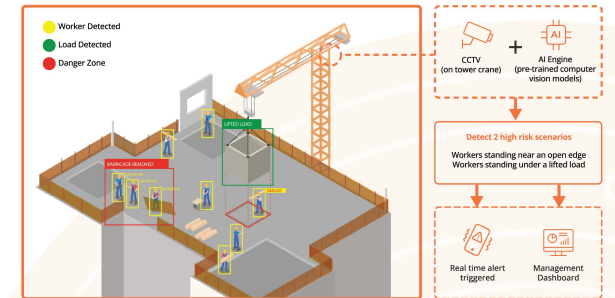 Worker Detected
Load Detected
Danger Zone
LIFTED LOAD
BARRICADE REMOVED
DANGER
CCTV
(on tower crane)
+
AI
AI Engine
(pre-trained computer
vision models)
Detect 2 high risk scenarios
Workers standing near an open edge
Workers standing under a lifted load
Real time alert
triggered
Management
Dashboard